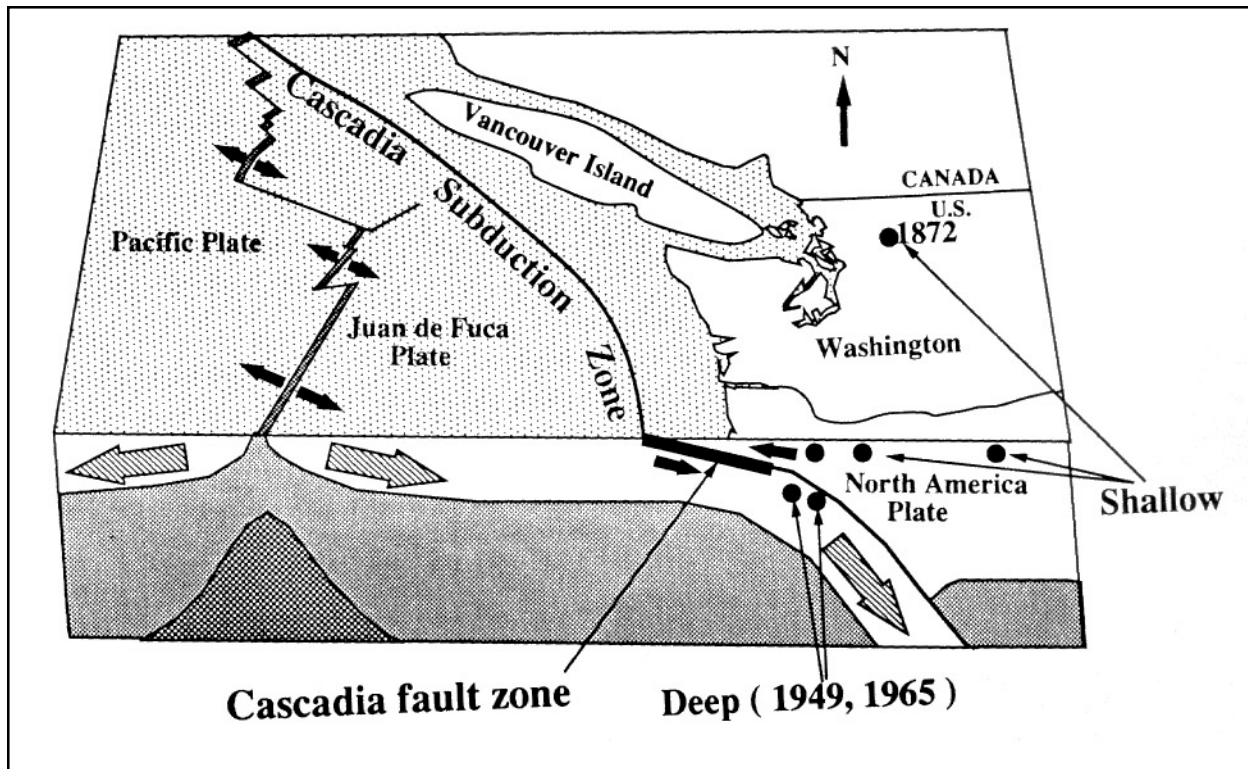 N
Cascadia
Subduction
Zone
Vancouver Island
CANADA
U.S.
1872
Pacific Plate
Juan de Fuca
Plate
Washington
North America
Plate
Shallow
Cascadia fault zone
Deep ( 1949, 1965 )